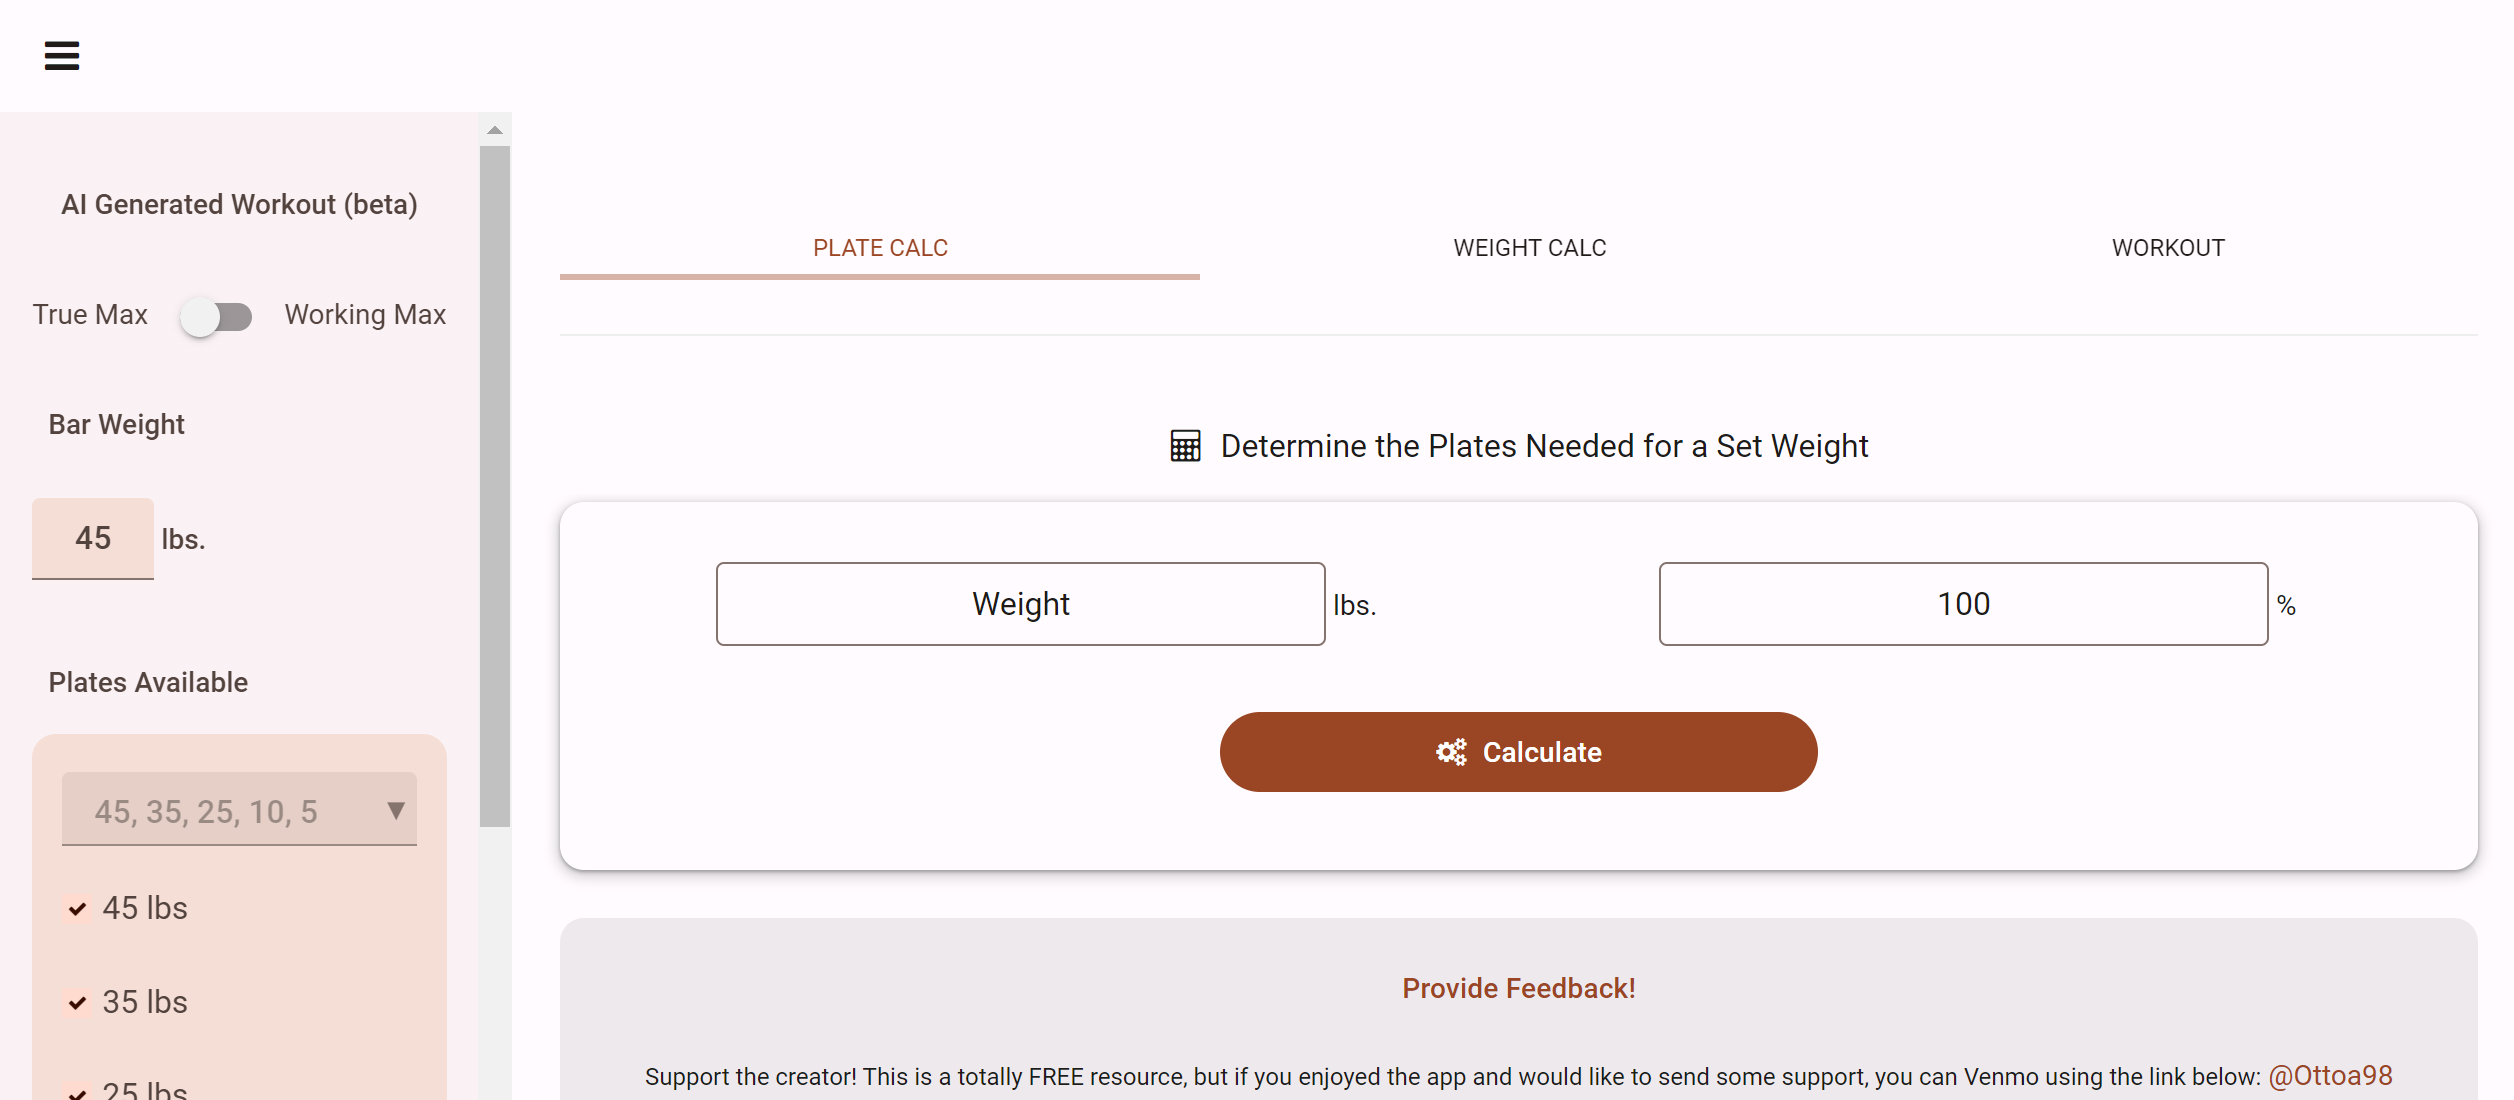 AI Generated Workout (beta)
True Max
Working Max
Bar Weight
45 lbs.
Plates Available
45, 35, 25, 10, 5
45 lbs
35 lbs
25 lbs
PLATE CALC
WEIGHT CALC
WORKOUT
Determine the Plates Needed for a Set Weight
Weight lbs.
100 %
Calculate
Provide Feedback!
Support the creator! This is a totally FREE resource, but if you enjoyed the app and would like to send some support, you can Venmo using the link below: @Ottoa98